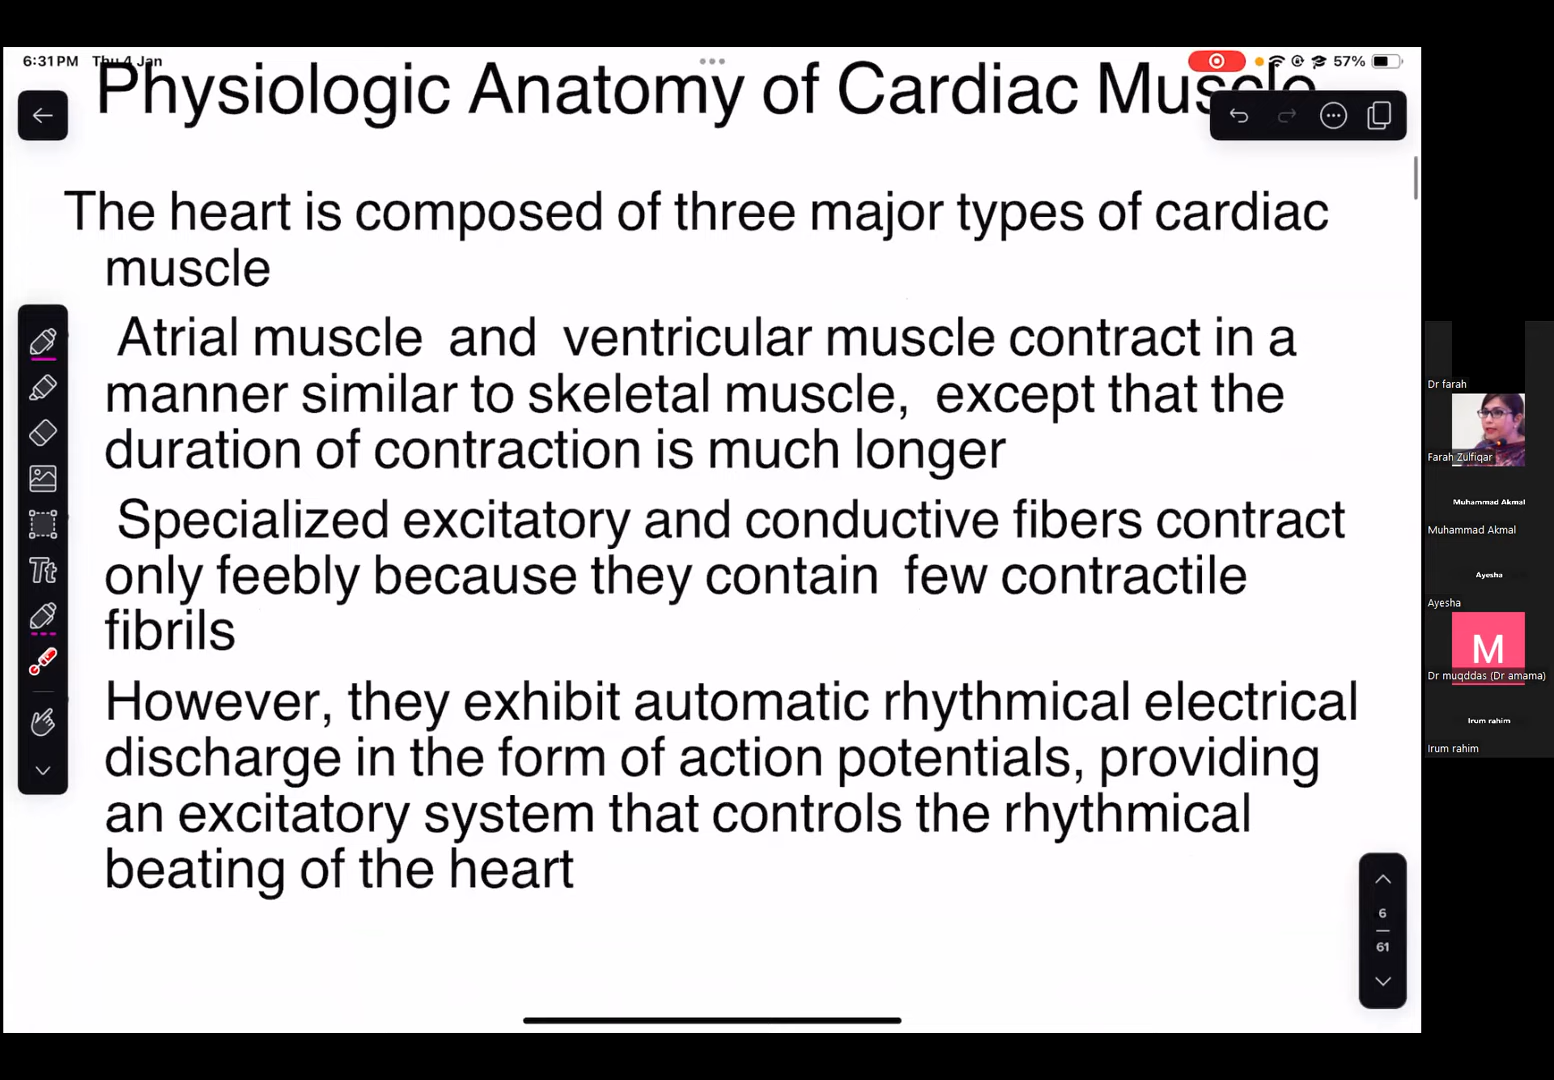 6:31 PM Thu 4 Jan
57%
Physiologic Anatomy of Cardiac Muscle
The heart is composed of three major types of cardiac
muscle
Atrial muscle and ventricular muscle contract in a
manner similar to skeletal muscle, except that the
duration of contraction is much longer
Specialized excitatory and conductive fibers contract
only feebly because they contain few contractile
fibrils
However, they exhibit automatic rhythmical electrical
discharge in the form of action potentials, providing
an excitatory system that controls the rhythmical
beating of the heart
Tt
6
61
Dr farah
Farah Zulfiqar
Muhammad Akmal
Muhammad Akmal
Ayesha
Ayesha
M
Dr muqddas (Dr amama)
Irum rahim
Irum rahim